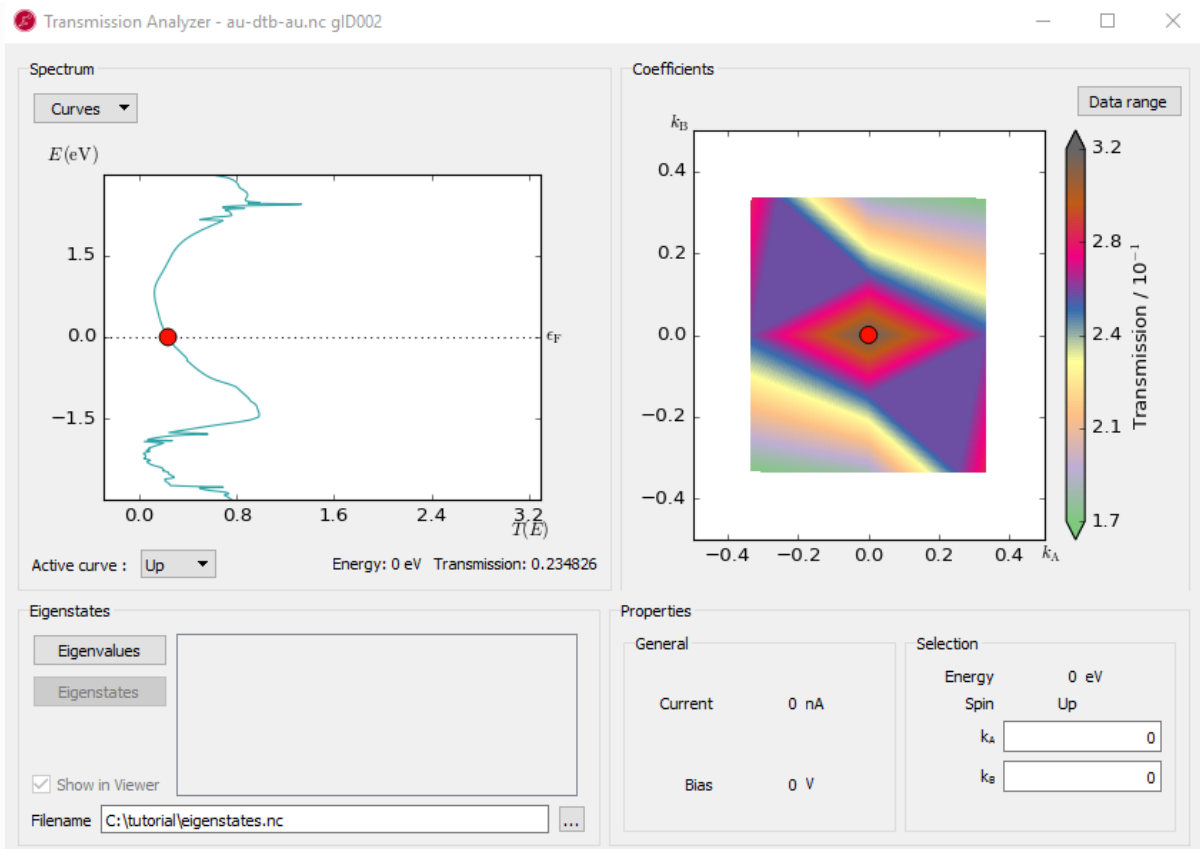 Transmission Analyzer - au-dtb-au.nc gID002
Spectrum
Curves
E(eV)
1.5
0.0
−1.5
ϵF
0.0 0.8 1.6 2.4 3.2
T(E)
Active curve : Up
Energy: 0 eV Transmission: 0.234826
Coefficients
Data range
kB
0.4
0.2
0.0
−0.2
−0.4
−0.4 −0.2 0.0 0.2 0.4
kA
3.2
2.8
2.4
2.1
1.7
Transmission / 10⁻¹
Eigenstates
Eigenvalues
Eigenstates
Show in Viewer
Filename C:\tutorial\eigenstates.nc ...
Properties
General
Current 0 nA
Bias 0 V
Selection
Energy 0 eV
Spin Up
kA 0
kB 0